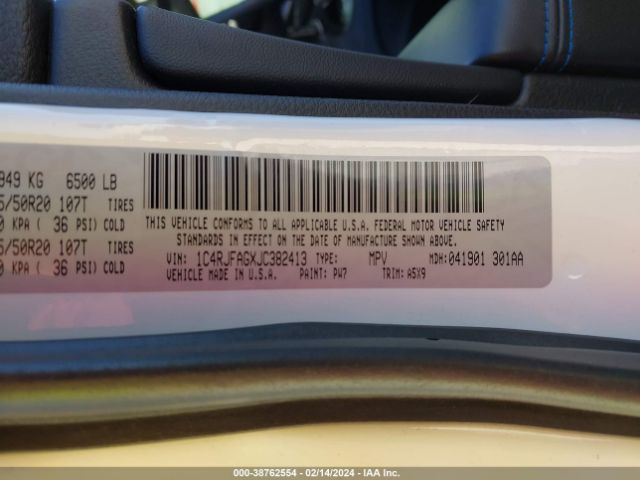 949 KG 6500 LB
5/50R20 107T TIRES
0 KPA ( 36 PSI) COLD
5/50R20 107T TIRES
0 KPA ( 36 PSI) COLD
THIS VEHICLE CONFORMS TO ALL APPLICABLE U.S.A. FEDERAL MOTOR VEHICLE SAFETY
STANDARDS IN EFFECT ON THE DATE OF MANUFACTURE SHOWN ABOVE.
VIN: 1C4RJFAGXJC382413 TYPE: MPV MDH: 041901 301AA
VEHICLE MADE IN U.S.A. PAINT: PW7 TRIM: A5X9
000-38762554 - 02/14/2024 - IAA Inc.